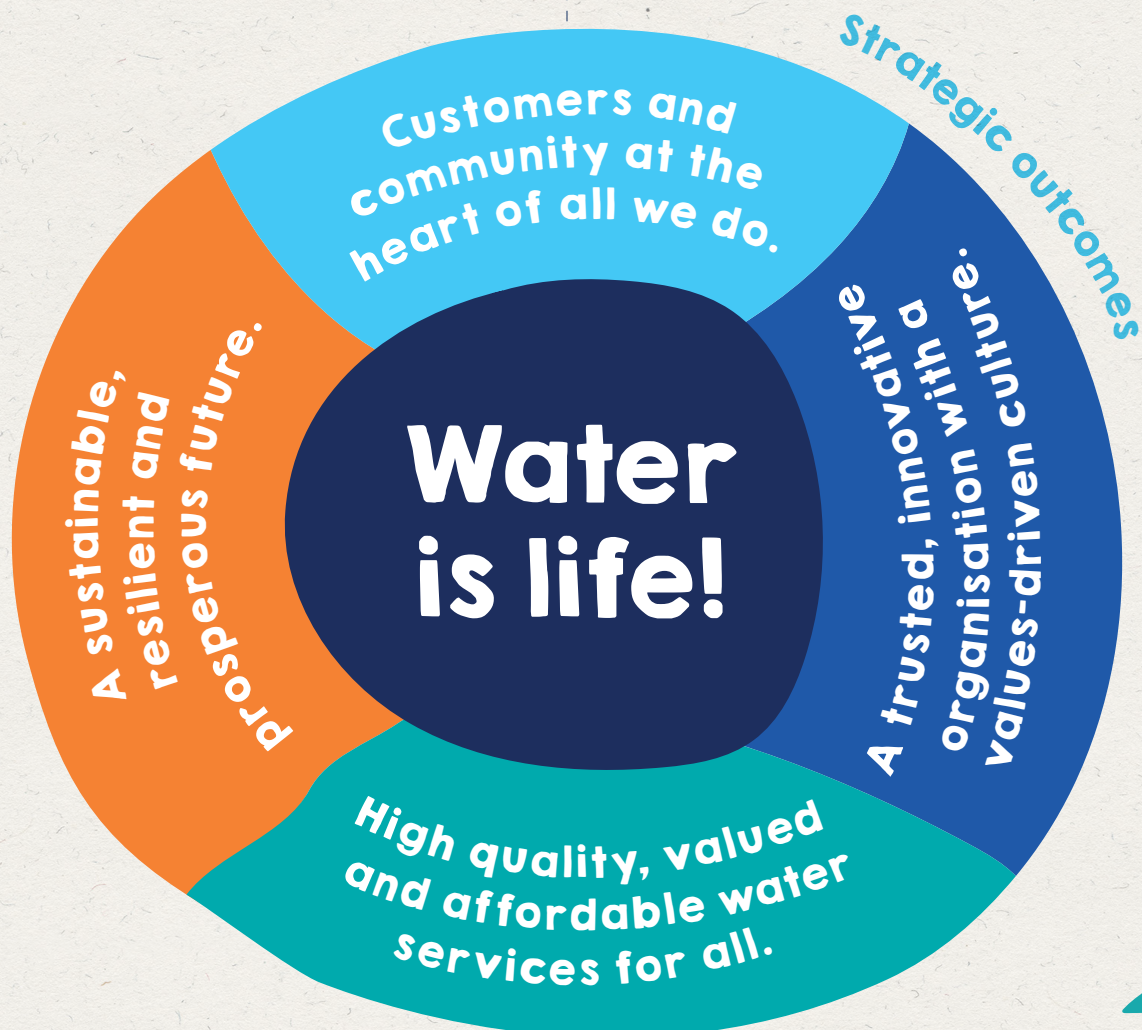 Strategic outcomes
Customers and
community at the
heart of all we do.
A trusted, innovative
organisation with a
values-driven culture.
High quality, valued
and affordable water
services for all.
A sustainable,
resilient and
prosperous future.
Water
is life!